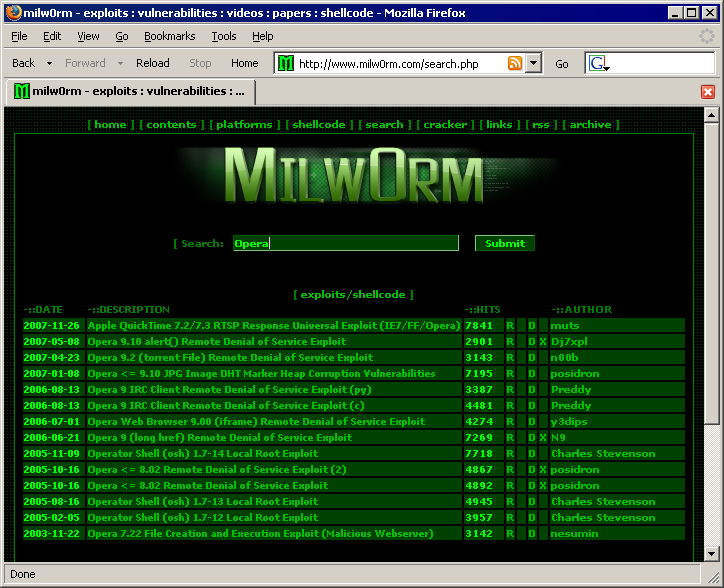 milw0rm - exploits : vulnerabilities : videos : papers : shellcode - Mozilla Firefox
File Edit View Go Bookmarks Tools Help
Back Forward Reload Stop Home http://www.milw0rm.com/search.php Go G
milw0rm - exploits : vulnerabilities : ...
[ home ] [ contents ] [ platforms ] [ shellcode ] [ search ] [ cracker ] [ links ] [ rss ] [ archive ]
MILW0RM
[ Search: Opera Submit
[ exploits/shellcode ]
-::DATE -::DESCRIPTION -::HITS -::AUTHOR
2007-11-26 Apple QuickTime 7.2/7.3 RTSP Response Universal Exploit (IE7/FF/Opera) 7841 R D muts
2007-05-08 Opera 9.10 alert() Remote Denial of Service Exploit 2901 R D X Dj7xpl
2007-04-23 Opera 9.2 (torrent File) Remote Denial of Service Exploit 3143 R D n00b
2007-01-08 Opera <= 9.10 JPG Image DHT Marker Heap Corruption Vulnerabilities 7195 R D posidron
2006-08-13 Opera 9 IRC Client Remote Denial of Service Exploit (py) 3387 R D Preddy
2006-08-13 Opera 9 IRC Client Remote Denial of Service Exploit (c) 4481 R D Preddy
2006-07-01 Opera Web Browser 9.00 (iframe) Remote Denial of Service Exploit 4274 R D y3dips
2006-06-21 Opera 9 (long href) Remote Denial of Service Exploit 7269 R D X N9
2005-11-09 Operator Shell (osh) 1.7-14 Local Root Exploit 7718 R D Charles Stevenson
2005-10-16 Opera <= 8.02 Remote Denial of Service Exploit (2) 4867 R D X posidron
2005-10-16 Opera <= 8.02 Remote Denial of Service Exploit 4892 R D X posidron
2005-08-16 Operator Shell (osh) 1.7-13 Local Root Exploit 4945 R D Charles Stevenson
2005-02-05 Operator Shell (osh) 1.7-12 Local Root Exploit 3957 R D Charles Stevenson
2003-11-22 Opera 7.22 File Creation and Execution Exploit (Malicious Webserver) 3142 R D nesumin
Done